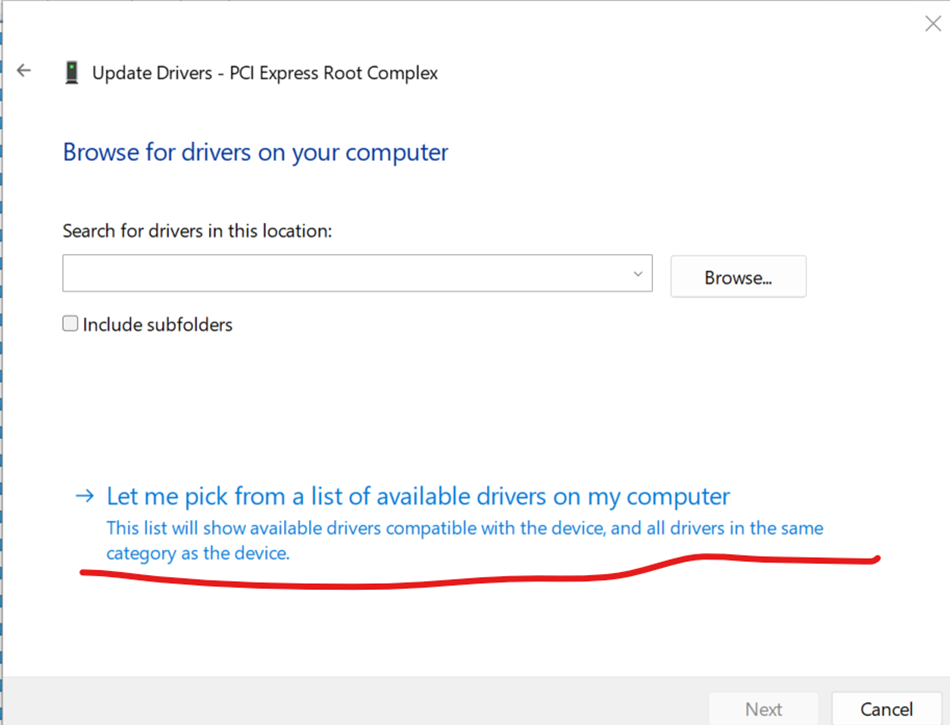 Update Drivers - PCI Express Root Complex
Browse for drivers on your computer
Search for drivers in this location:
Browse...
Include subfolders
Let me pick from a list of available drivers on my computer
This list will show available drivers compatible with the device, and all drivers in the same
category as the device.
Next
Cancel